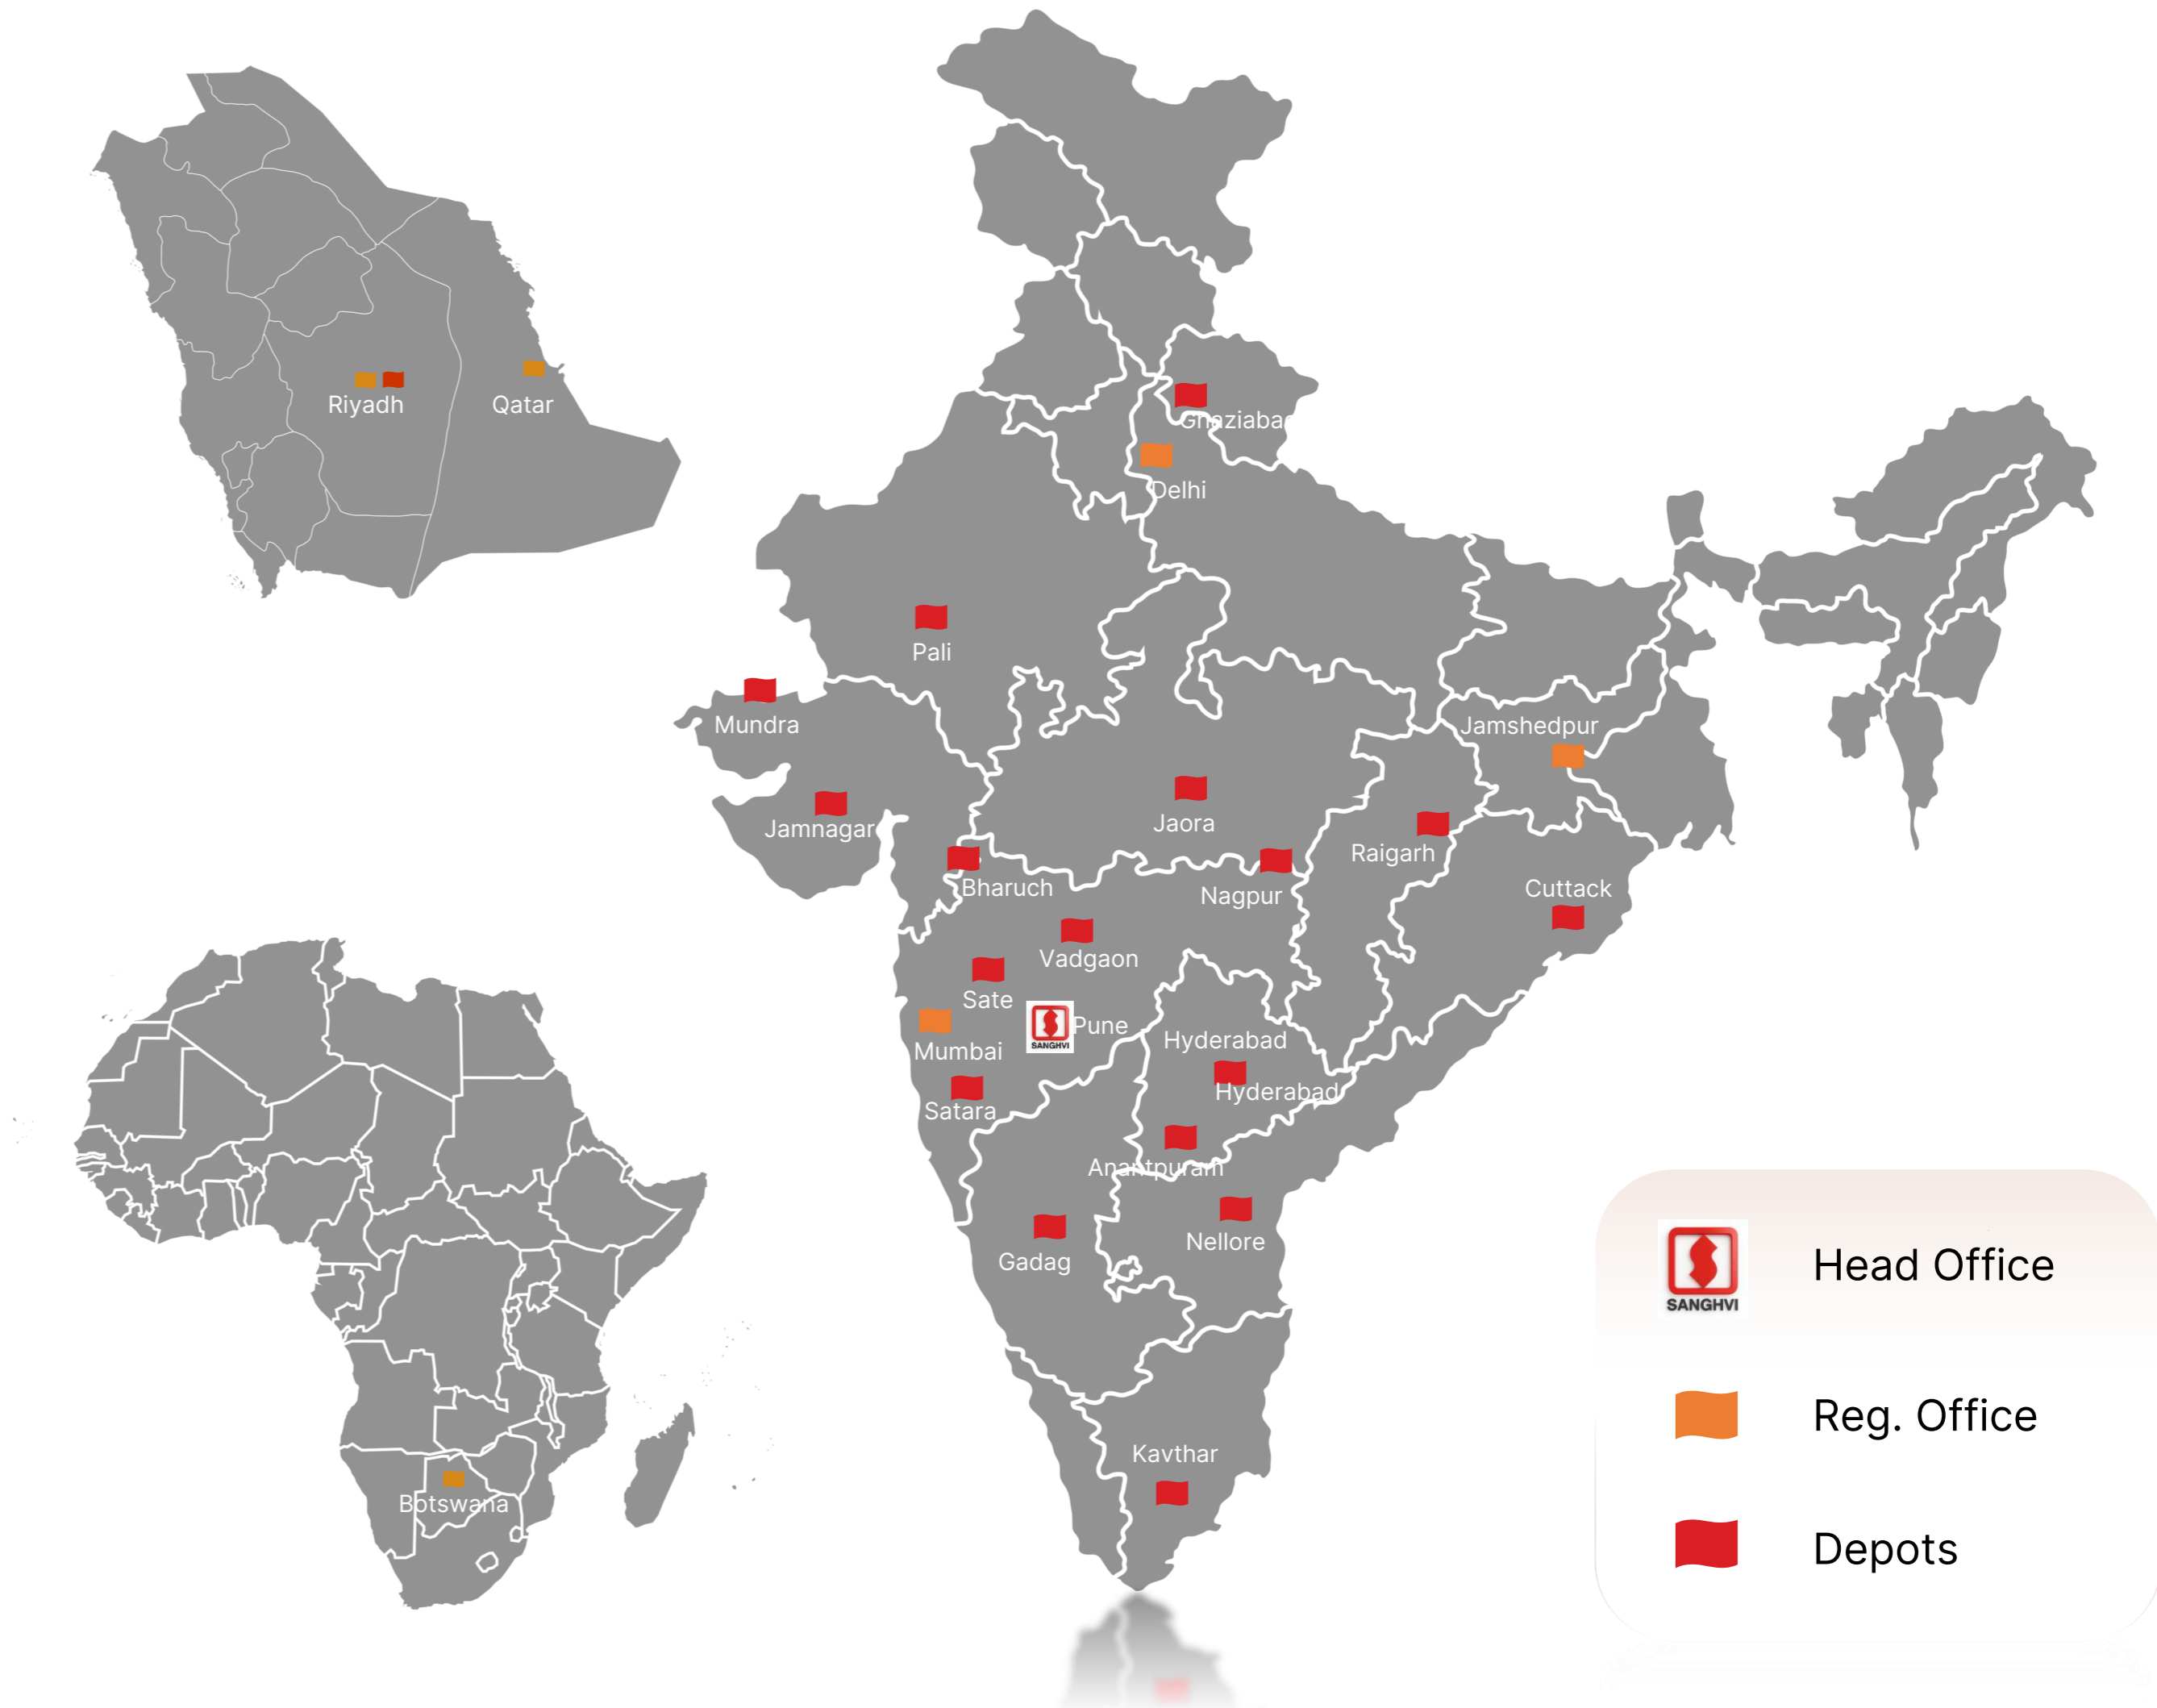 Riyadh
Qatar
Ghaziabad
Delhi
Pali
Mundra
Jamshedpur
Jamnagar
Jaora
Raigarh
Bharuch
Nagpur
Cuttack
Vadgaon
Sate
SANGHVI
Pune
Mumbai
Hyderabad
Hyderabad
Satara
Anantpuram
Nellore
Gadag
Kavthar
Botswana
SANGHVI
Head Office
Reg. Office
Depots